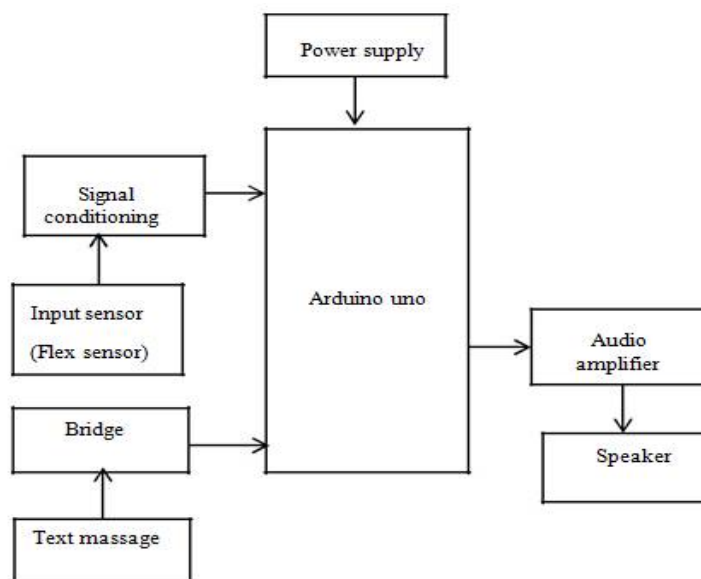 Power supply
Signal
conditioning
Arduino uno
Input sensor
(Flex sensor)
Audio
amplifier
Bridge
Speaker
Text massage